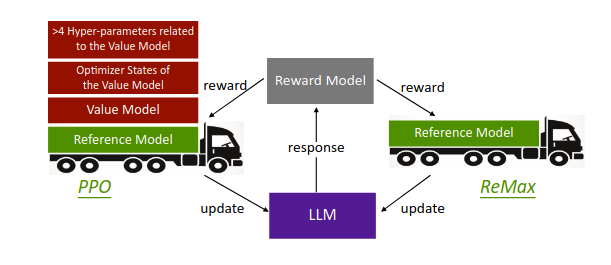 >4 Hyper-parameters related
to the Value Model
Optimizer States of
the Value Model
Value Model
Reference Model
PPO
reward
Reward Model
reward
response
update
LLM
update
Reference Model
ReMax